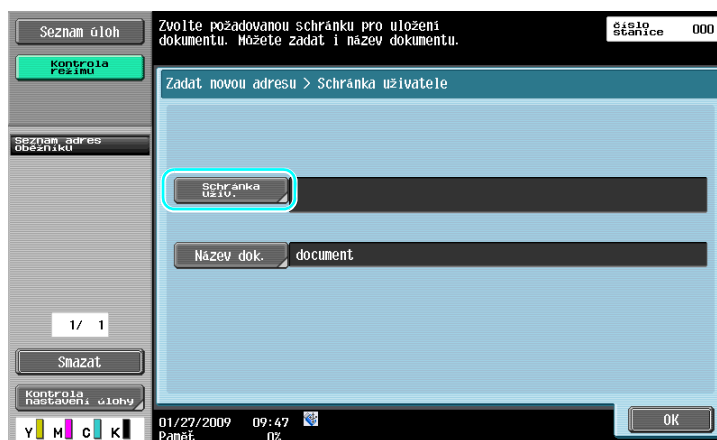 Seznam úloh
Zvolte požadovanou schránku pro uložení
dokumentu. Můžete zadat i název dokumentu.
číslo
stanice
000
Kontrola
režimu
Zadat novou adresu > Schránka uživatele
Seznam adres
oběžníku
Schránka
uživ.
Název dok.
document
1/ 1
Smazat
Kontrola
nastavení úlohy
Y M C K
01/27/2009 09:47
Paměť 0%
OK